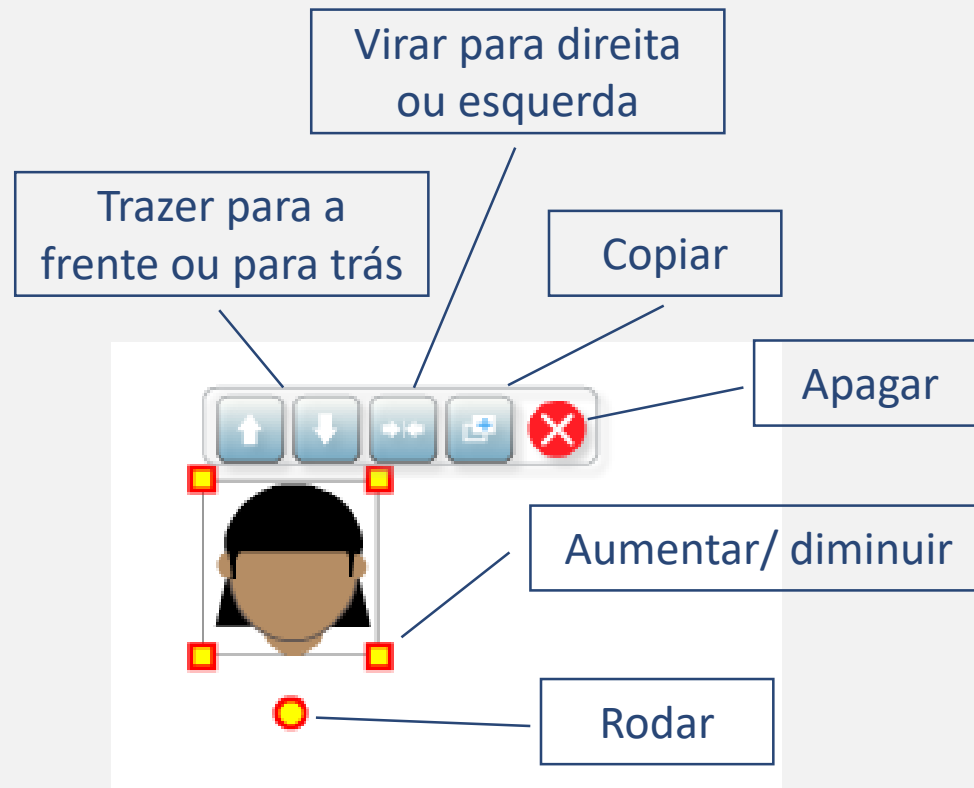 Virar para direita
ou esquerda
Trazer para a
frente ou para trás
Copiar
Apagar
Aumentar/ diminuir
Rodar